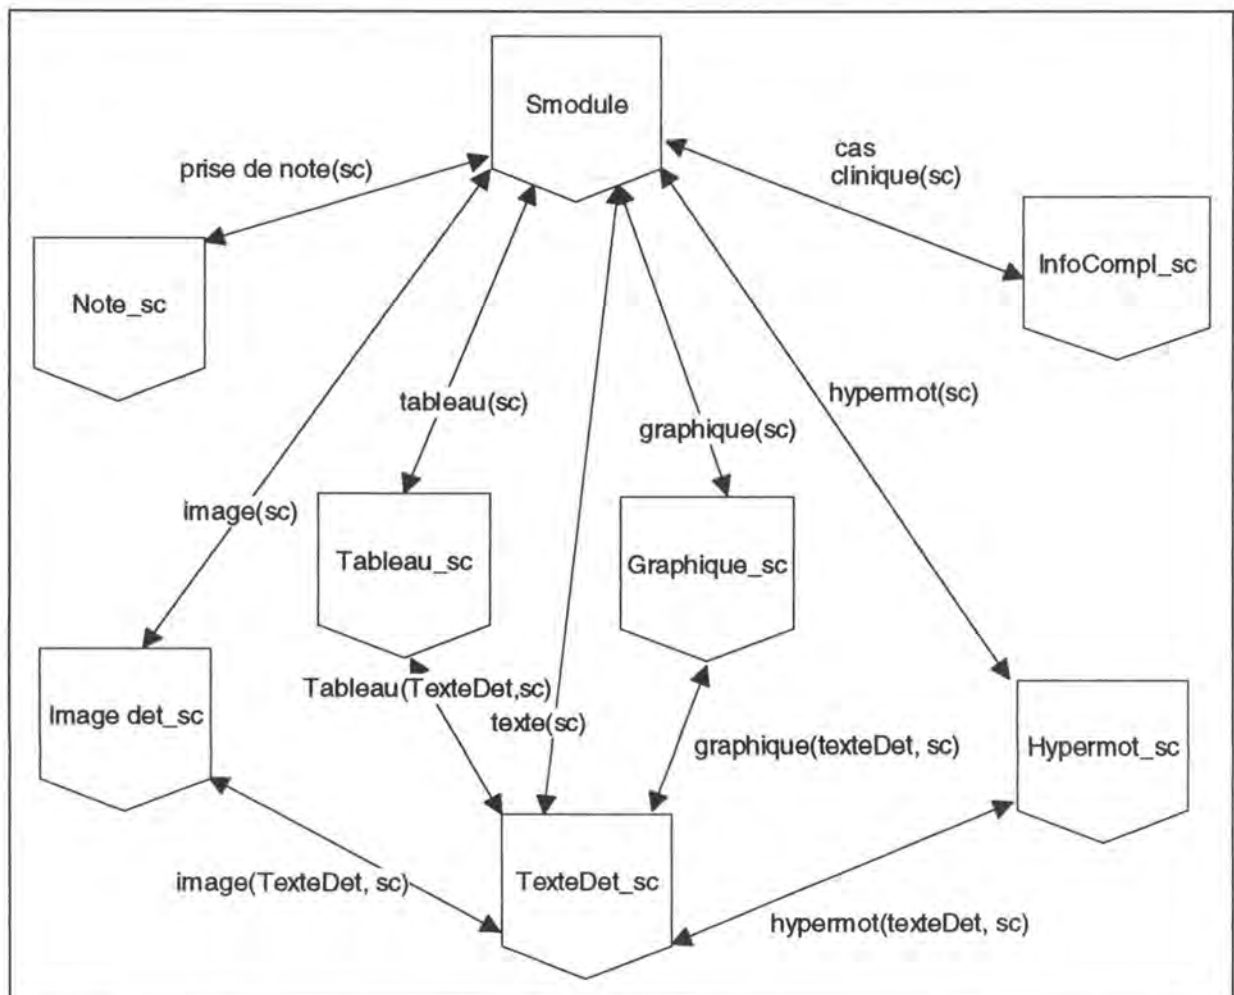 Smodule
cas
clinique(sc)
prise de note(sc)
InfoCompl_sc
Note_sc
tableau(sc)
hypermot(sc)
graphique(sc)
image(sc)
Tableau_sc
Graphique_sc
Tableau(TexteDet,sc)
Image det_sc
texte(sc)
graphique(texteDet, sc)
Hypermot_sc
image(TexteDet, sc)
TexteDet_sc
hypermot(texteDet, sc)